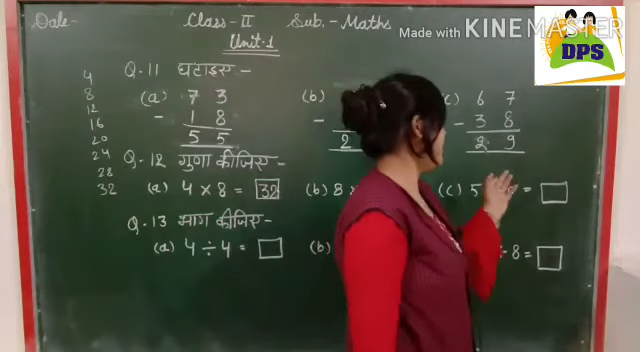 Date- Class-II Sub.-Maths
Unit-1
Made with KINEMASTER
DPS
Q.11 घटाइए -
(a) 7 3 (b) (c) 6 7
- 1 8 - - 3 8
5 5 2 2 9
Q.12 गुणा कीजिए -
(a) 4 × 8 = 32 (b) 8 (c) 5 =
Q.13 भाग कीजिए -
(a) 4 ÷ 4 = (b) ÷ 8 =
4
8
12
16
20
24
28
32